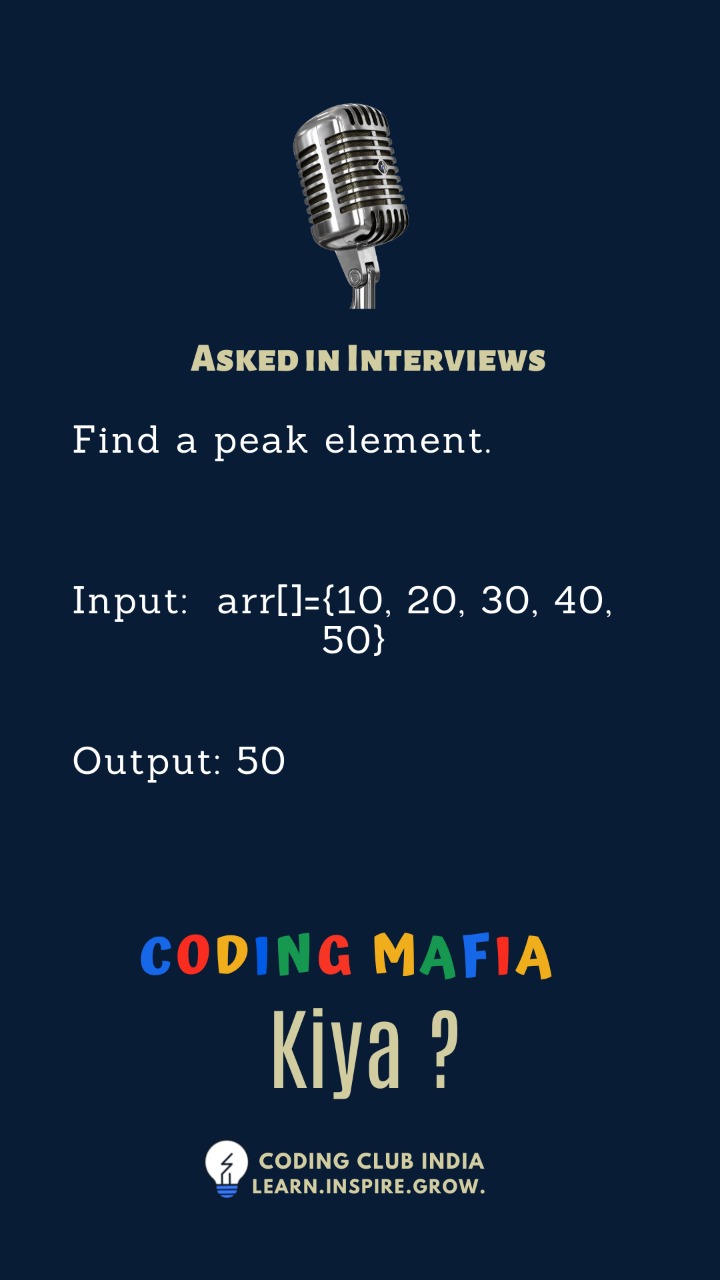 Asked in Interviews
Find a peak element.
Input: arr[]={10, 20, 30, 40,
50}
Output: 50
CODING MAFIA
Kiya ?
CODING CLUB INDIA
LEARN.INSPIRE.GROW.